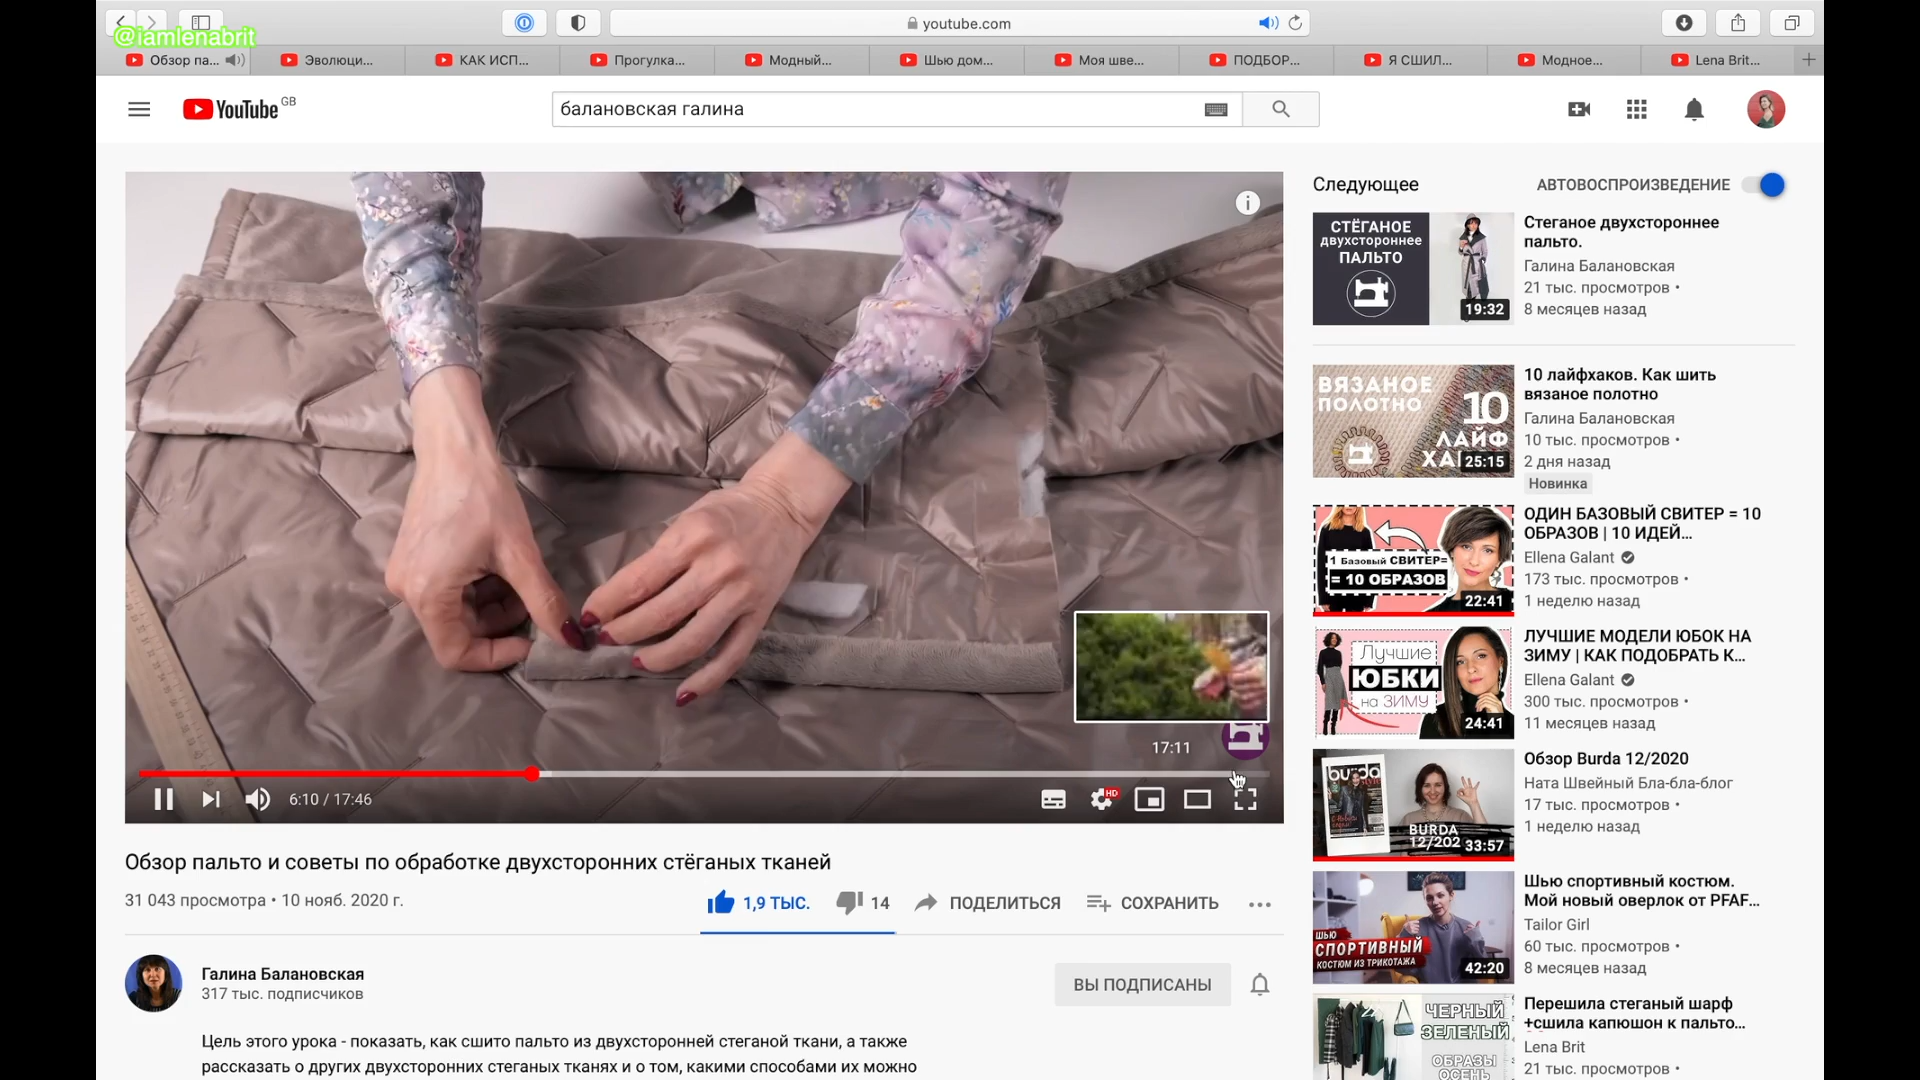 youtube.com
@iamlenabrit
Обзор па...
Эволюци...
КАК ИСП...
Прогулка...
Модный...
Шью дом...
Моя шве...
ПОДБОР...
Я СШИЛ...
Модное...
Lena Brit...
YouTube GB
балановская галина
Следующее
АВТОВОСПРОИЗВЕДЕНИЕ
СТЁГАНОЕ
двухстороннее
ПАЛЬТО
19:32
Стеганое двухстороннее
пальто.
Галина Балановская
21 тыс. просмотров •
8 месяцев назад
ВЯЗАНОЕ
ПОЛОТНО
10
ЛАЙФ
ХА
25:15
10 лайфхаков. Как шить
вязаное полотно
Галина Балановская
10 тыс. просмотров •
2 дня назад
Новинка
1 Базовый СВИТЕР=
= 10 ОБРАЗОВ
22:41
ОДИН БАЗОВЫЙ СВИТЕР = 10
ОБРАЗОВ | 10 ИДЕЙ...
Ellena Galant
173 тыс. просмотров •
1 неделю назад
Лучшие
ЮБКИ
на ЗИМУ
24:41
ЛУЧШИЕ МОДЕЛИ ЮБОК НА
ЗИМУ | КАК ПОДОБРАТЬ К...
Ellena Galant
300 тыс. просмотров •
11 месяцев назад
burda
BURDA
12/202
33:57
Обзор Burda 12/2020
Ната Швейный Бла-бла-блог
17 тыс. просмотров •
1 неделю назад
ШЬЮ
СПОРТИВНЫЙ
КОСТЮМ ИЗ ТРИКОТАЖА
42:20
Шью спортивный костюм.
Мой новый оверлок от PFAF...
Tailor Girl
60 тыс. просмотров •
8 месяцев назад
ЧЕРНЫЙ
ЗЕЛЕНЫЙ
ОБРАЗЫ
ОСЕНЬ
Перешила стеганый шарф
+сшила капюшон к пальто...
Lena Brit
21 тыс. просмотров •
17:11
6:10 / 17:46
HD
Обзор пальто и советы по обработке двухсторонних стёганых тканей
31 043 просмотра • 10 нояб. 2020 г.
1,9 ТЫС.
14
ПОДЕЛИТЬСЯ
СОХРАНИТЬ
Галина Балановская
317 тыс. подписчиков
ВЫ ПОДПИСАНЫ
Цель этого урока - показать, как сшито пальто из двухсторонней стеганой ткани, а также
рассказать о других двухсторонних стеганых тканях и о том, какими способами их можно